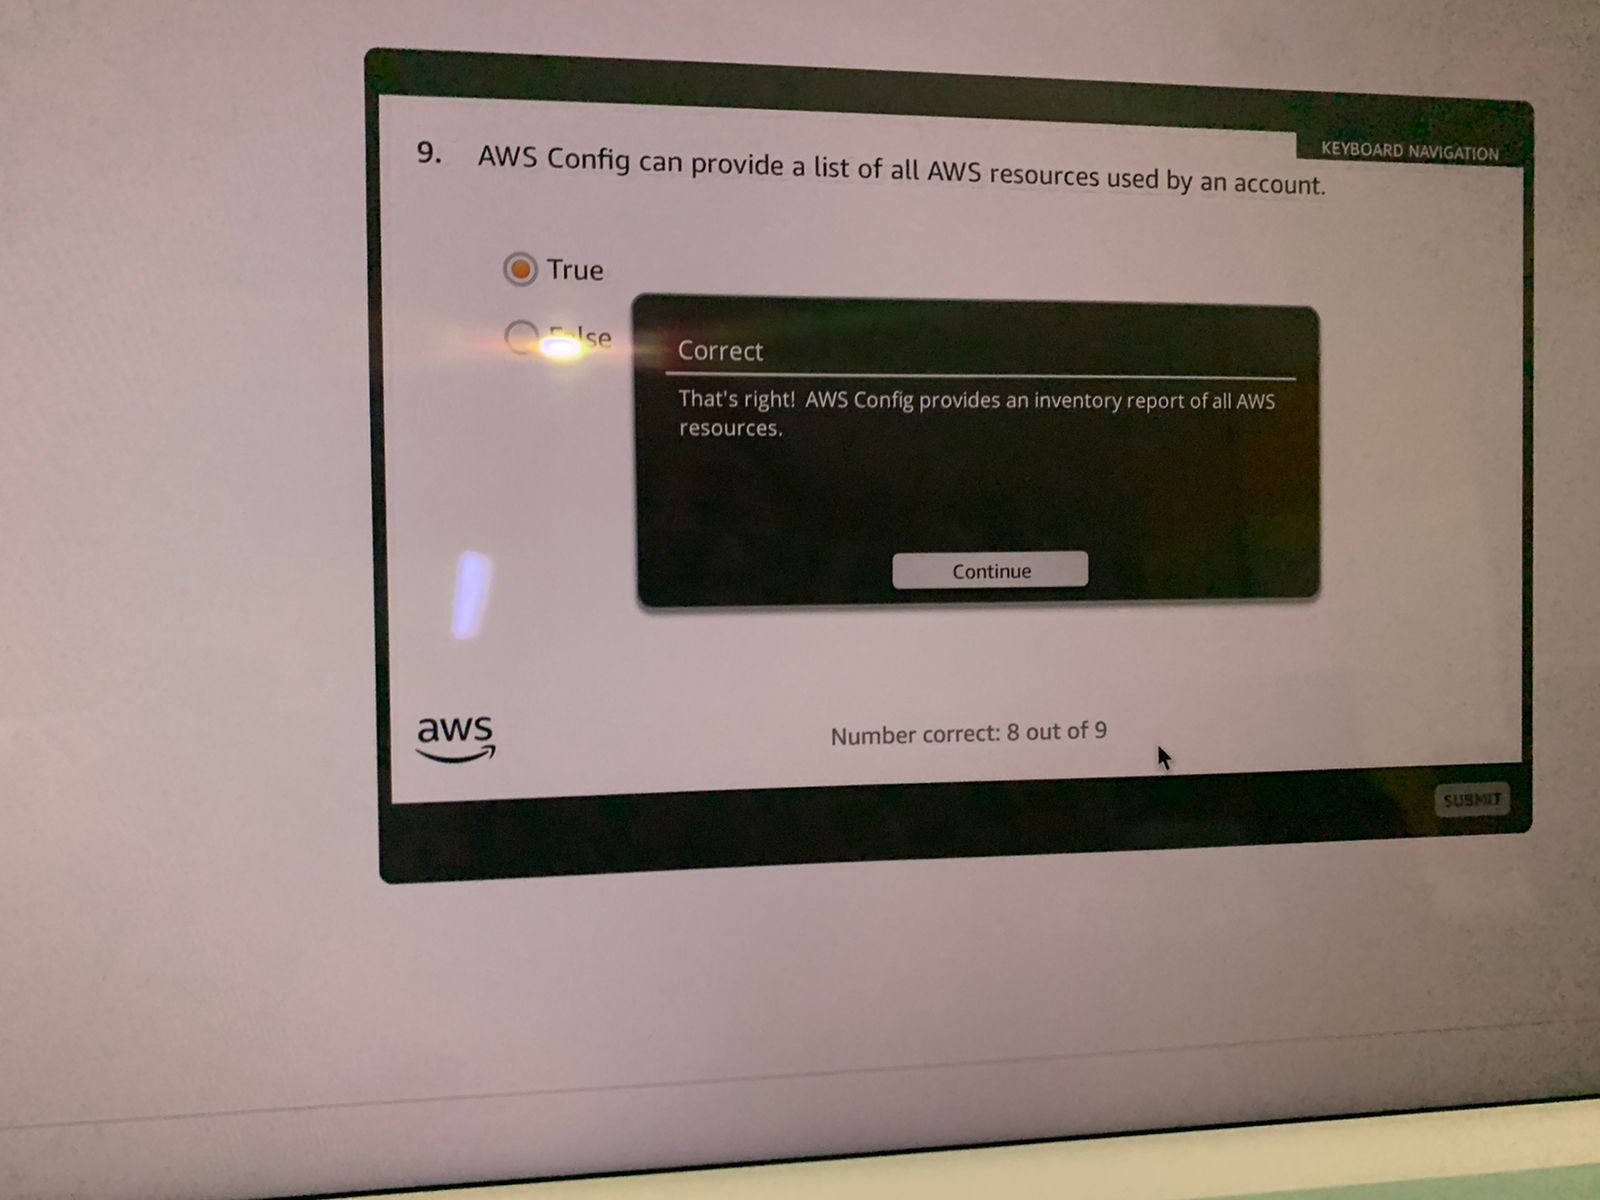 KEYBOARD NAVIGATION
9. AWS Config can provide a list of all AWS resources used by an account.
True
False
Correct
That's right! AWS Config provides an inventory report of all AWS
resources.
Continue
aws
Number correct: 8 out of 9
SUBMIT